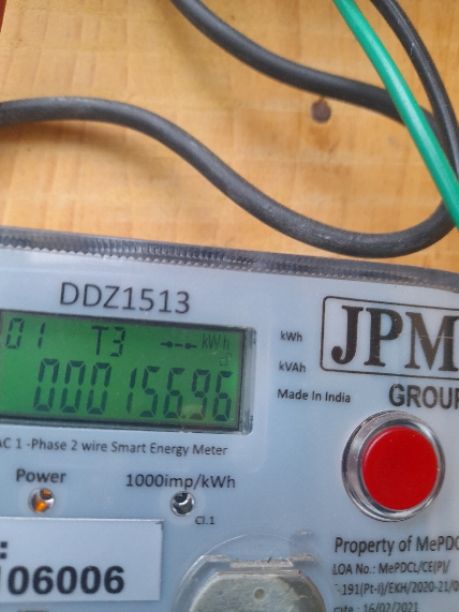 DDZ1513
01 T3 kWh
00015696
kWh
kVAh
Made In India
JPM
GROUP
AC 1 -Phase 2 wire Smart Energy Meter
Power
1000imp/kWh
Cl.1
106006
Property of MePDC
LOA No.: MePDCL/CE(P)/
191(Pt-I)/EKH/2020-21/
: 16/02/2021